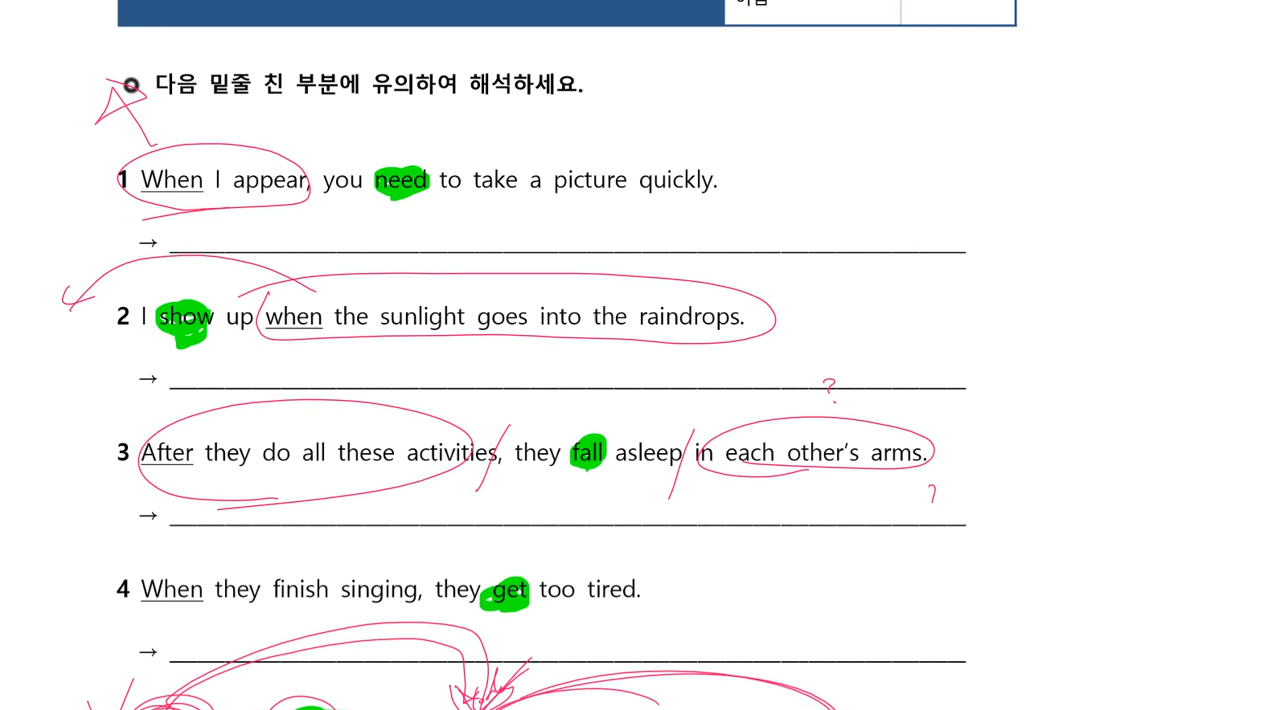 다음 밑줄 친 부분에 유의하여 해석하세요.
1 When I appear, you need to take a picture quickly.
→
2 I show up when the sunlight goes into the raindrops.
→
?
3 After they do all these activities, they fall asleep in each other's arms.
?
→
4 When they finish singing, they get too tired.
→